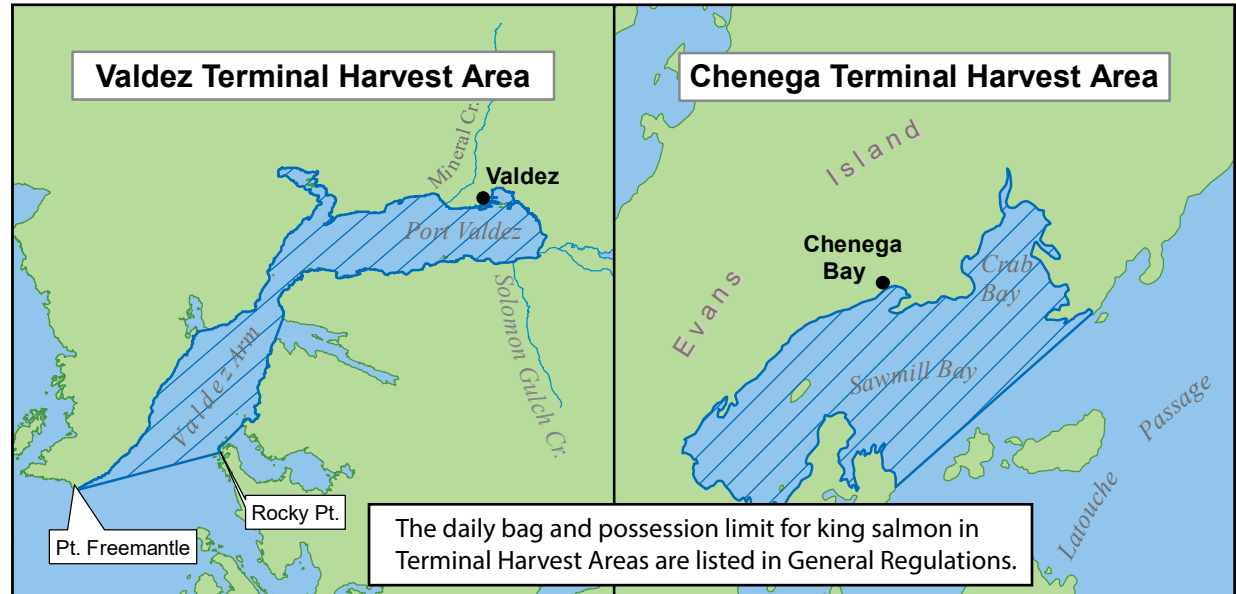 Valdez Terminal Harvest Area
Mineral Cr.
Valdez
Port Valdez
Solomon Gulch Cr.
Valdez Arm
Rocky Pt.
Pt. Freemantle
Chenega Terminal Harvest Area
Island
Evans
Chenega
Bay
Crab
Bay
Sawmill Bay
Passage
Latouche
The daily bag and possession limit for king salmon in
Terminal Harvest Areas are listed in General Regulations.